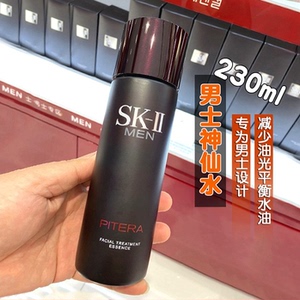 230ml
男士神仙水
减少油光平衡水油
专为男士设计
SK-II
MEN
PITERA
FACIAL TREATMENT
ESSENCE